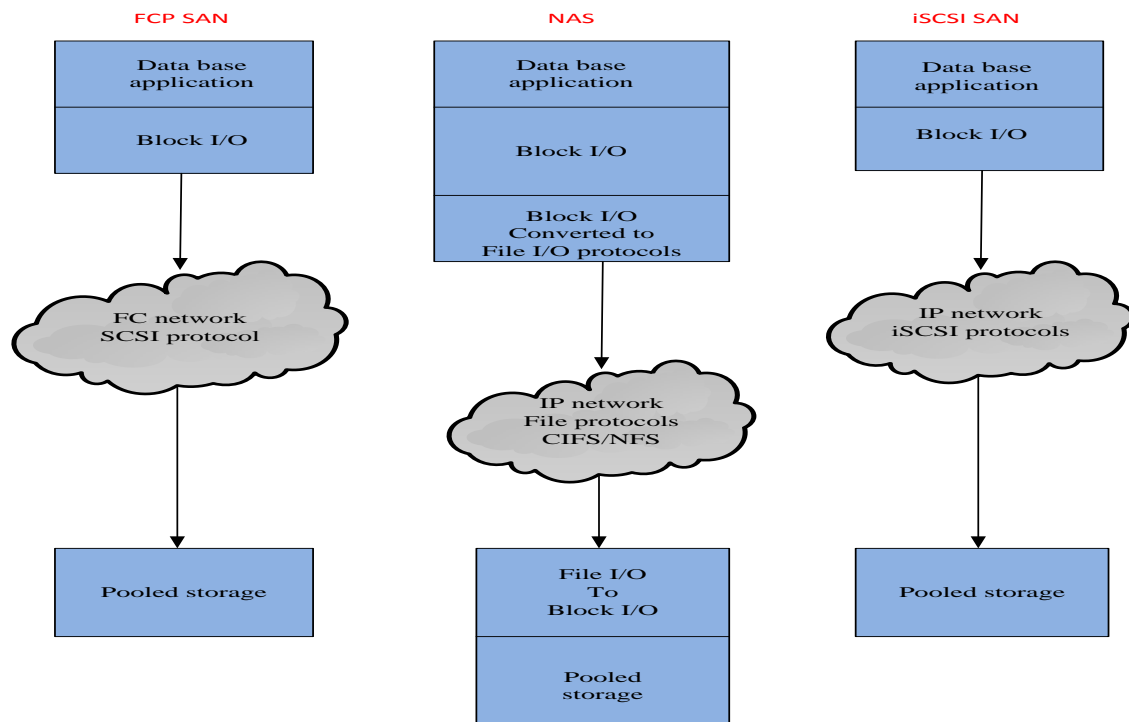 FCP SAN
Data base
application
Block I/O
FC network
SCSI protocol
Pooled storage
NAS
Data base
application
Block I/O
Block I/O
Converted to
File I/O protocols
IP network
File protocols
CIFS/NFS
File I/O
To
Block I/O
Pooled
storage
iSCSI SAN
Data base
application
Block I/O
IP network
iSCSI protocols
Pooled storage